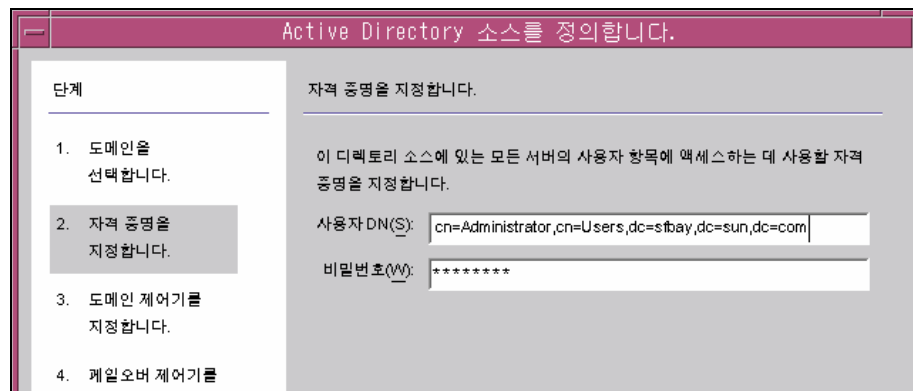 Active Directory 소스를 정의합니다.
단계
1. 도메인을
선택합니다.
2. 자격 증명을
지정합니다.
3. 도메인 제어기를
지정합니다.
4. 페일오버 제어기를
자격 증명을 지정합니다.
이 디렉토리 소스에 있는 모든 서버의 사용자 항목에 액세스하는 데 사용할 자격
증명을 지정합니다.
사용자 DN(S): cn=Administrator,cn=Users,dc=sfbay,dc=sun,dc=com
비밀번호(W): ********